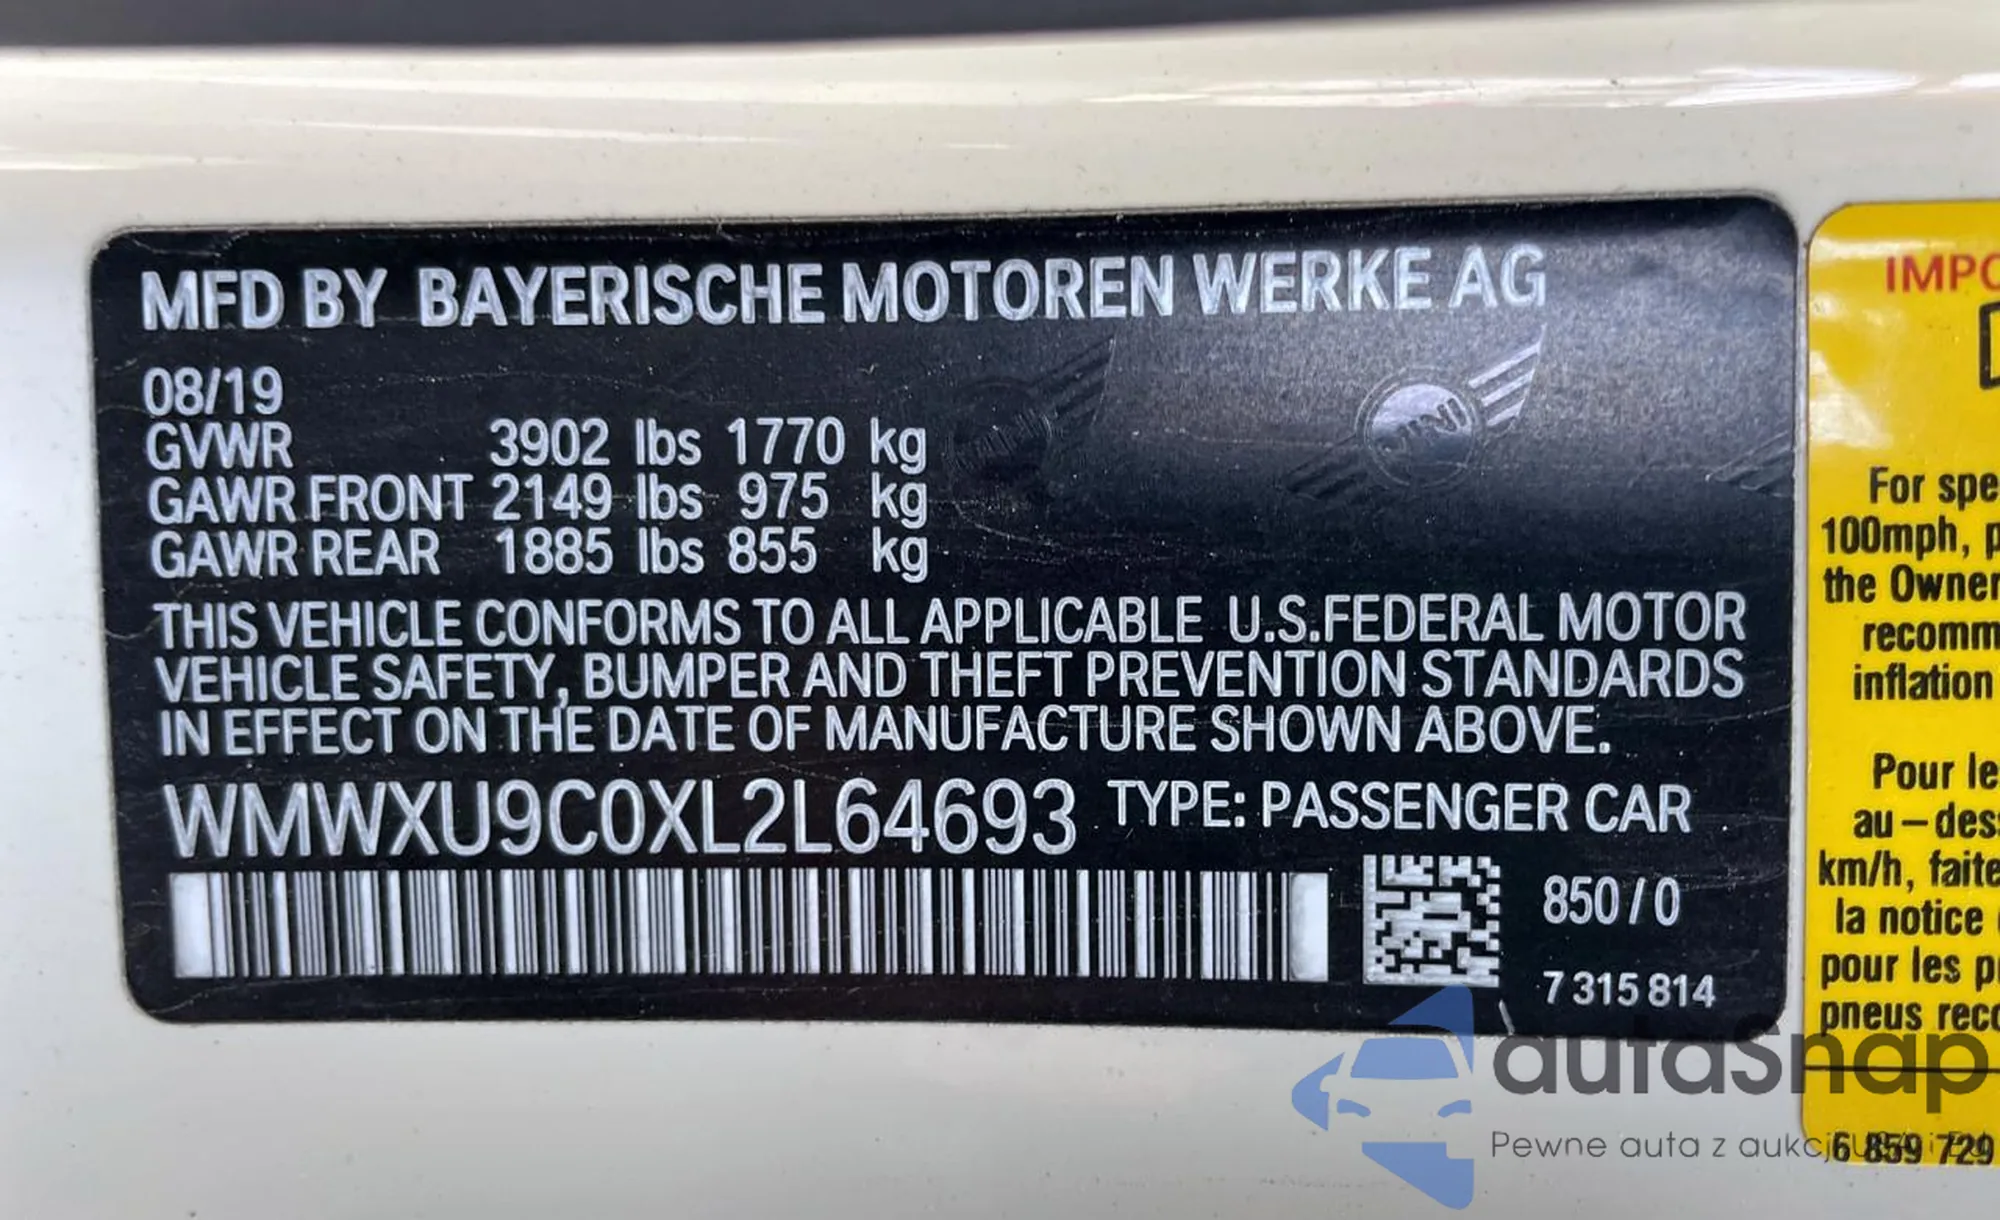 MFD BY BAYERISCHE MOTOREN WERKE AG
08/19
GVWR 3902 lbs 1770 kg
GAWR FRONT 2149 lbs 975 kg
GAWR REAR 1885 lbs 855 kg
THIS VEHICLE CONFORMS TO ALL APPLICABLE U.S.FEDERAL MOTOR
VEHICLE SAFETY, BUMPER AND THEFT PREVENTION STANDARDS
IN EFFECT ON THE DATE OF MANUFACTURE SHOWN ABOVE.
WMWXU9C0XL2L64693 TYPE: PASSENGER CAR
850/0
7 315 814
MINI
IMPO
For spe
100mph, p
the Owner
recomm
inflation
Pour le
au-dess
km/h, faite
la notice
pour les p
pneus reco
6 859 729
autaSnap
Pewne auta z aukcji